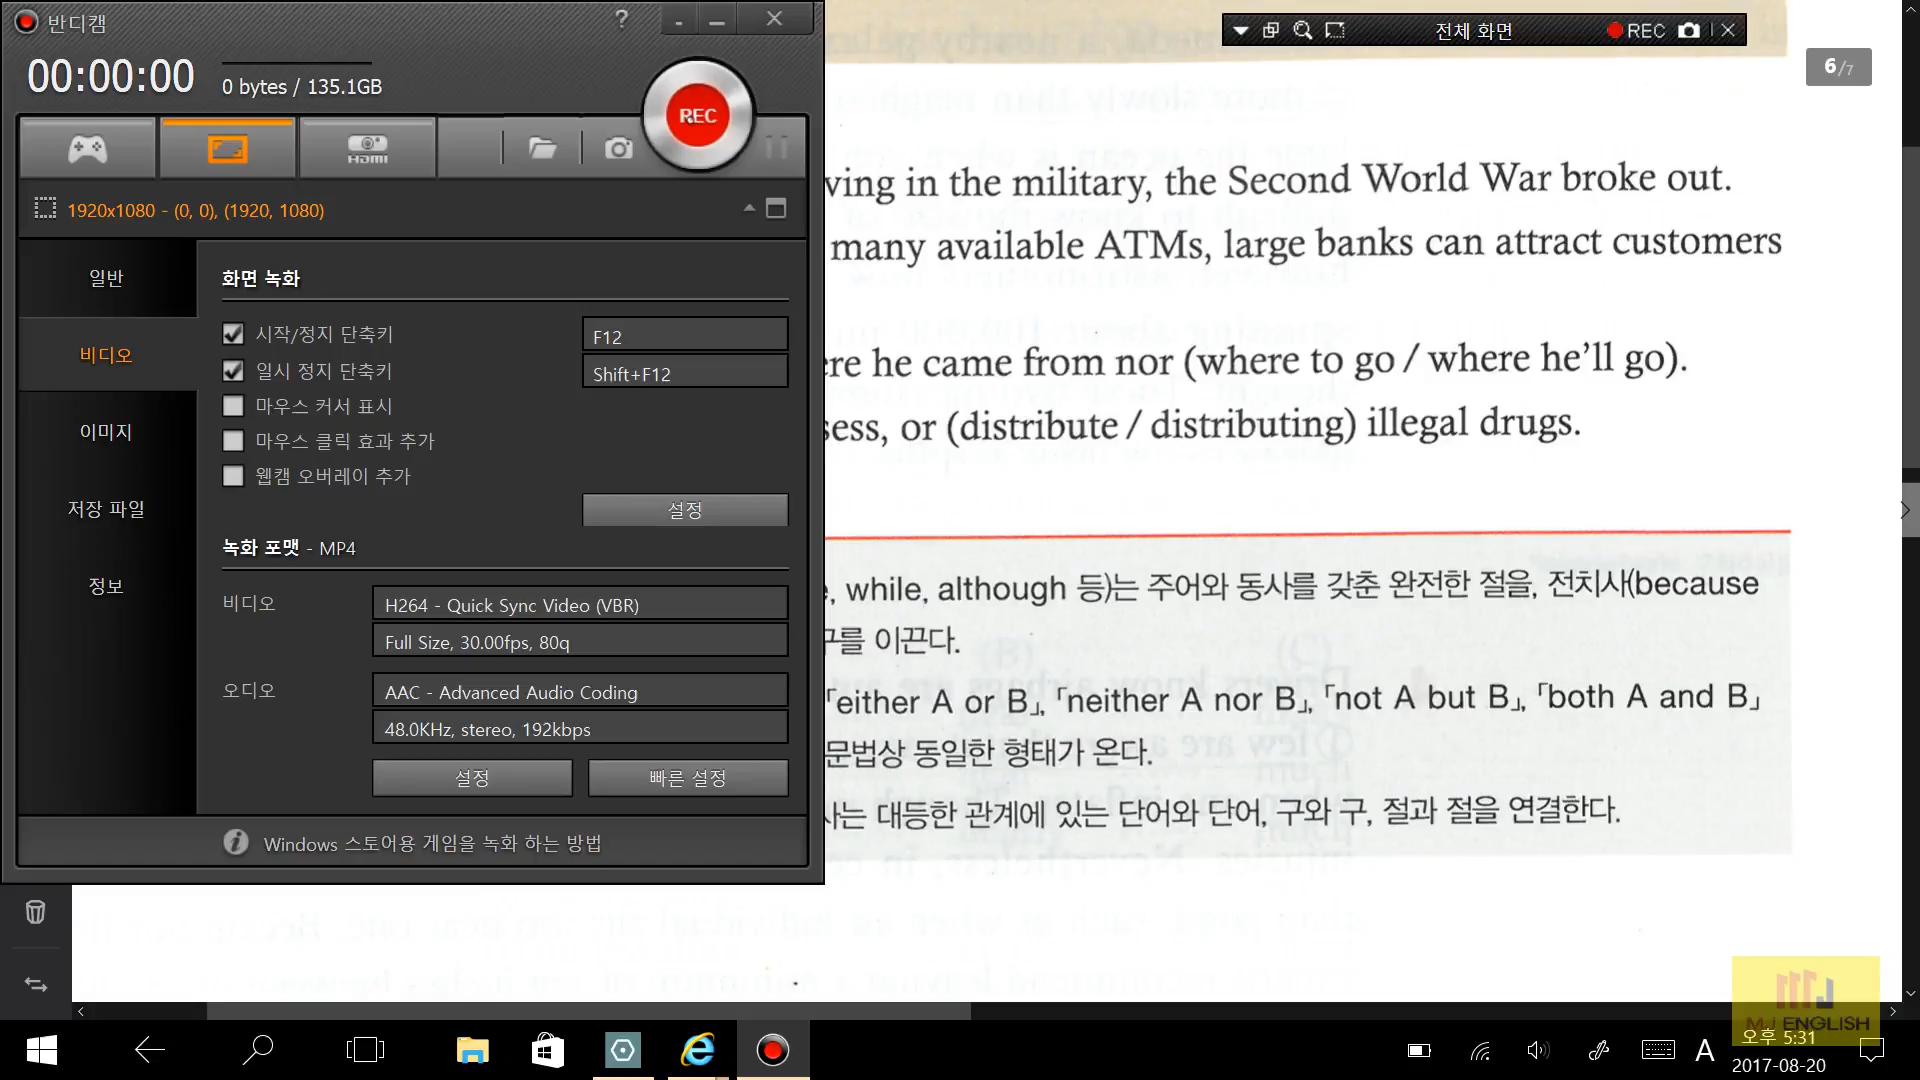 반디캠
?
00:00:00
0 bytes / 135.1GB
REC
HDMI
1920x1080 - (0, 0), (1920, 1080)
일반
비디오
이미지
저장 파일
정보
화면 녹화
시작/정지 단축키
F12
일시 정지 단축키
Shift+F12
마우스 커서 표시
마우스 클릭 효과 추가
웹캠 오버레이 추가
설정
녹화 포맷 - MP4
비디오
H264 - Quick Sync Video (VBR)
Full Size, 30.00fps, 80q
오디오
AAC - Advanced Audio Coding
48.0KHz, stereo, 192kbps
설정
빠른 설정
Windows 스토어용 게임을 녹화 하는 방법
전체 화면
REC
6/7
ving in the military, the Second World War broke out.
many available ATMs, large banks can attract customers
ere he came from nor (where to go / where he'll go).
sess, or (distribute / distributing) illegal drugs.
e, while, although 등)는 주어와 동사를 갖춘 완전한 절을, 전치사(because
구를 이끈다.
「either A or B」, 「neither A nor B」, 「not A but B」, 「both A and B」
문법상 동일한 형태가 온다.
사는 대등한 관계에 있는 단어와 단어, 구와 구, 절과 절을 연결한다.
MJ ENGLISH
A
오후 5:31
2017-08-20